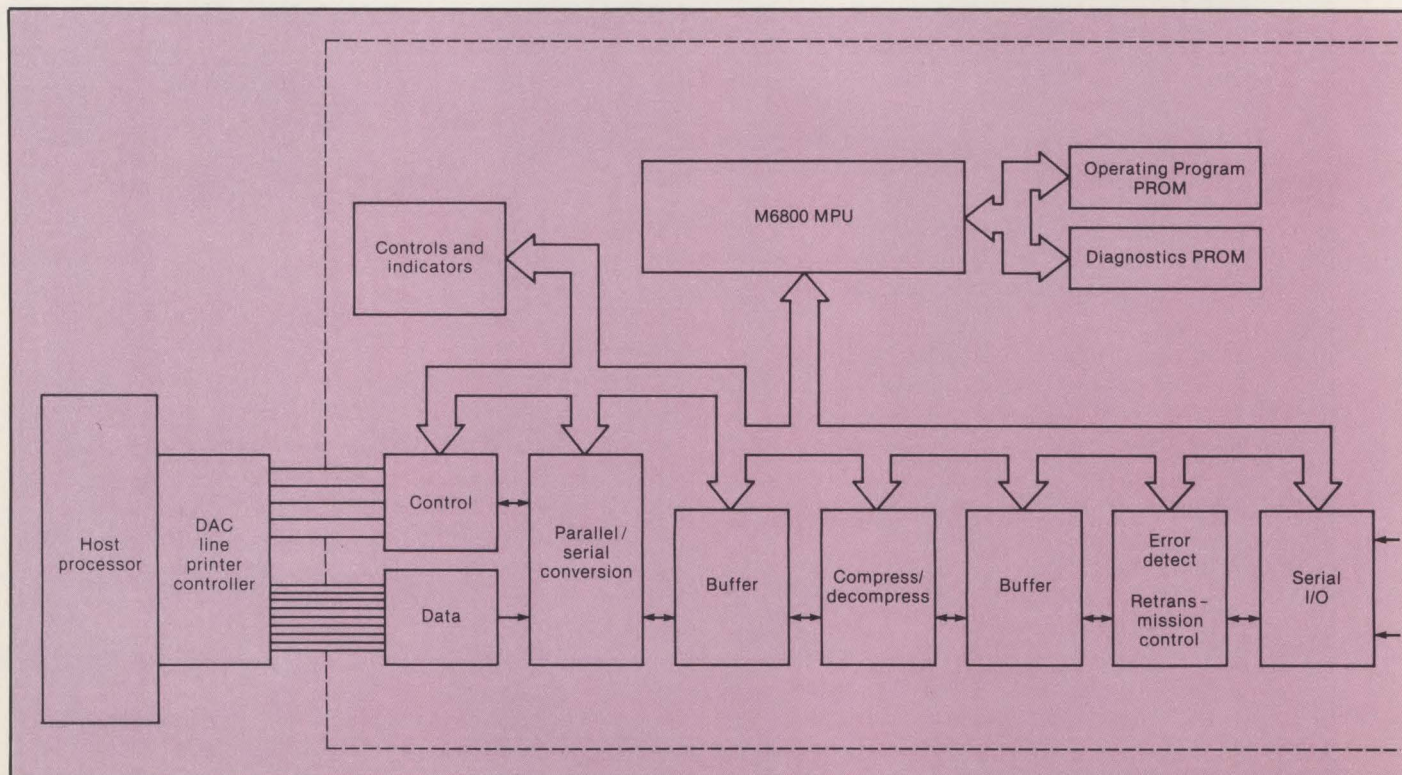 Operating Program
PROM
M6800 MPU
Diagnostics PROM
Controls and
indicators
Host
processor
DAC
line
printer
controller
Control
Data
Parallel/
serial
conversion
Buffer
Compress/
decompress
Buffer
Error
detect
Retrans-
mission
control
Serial
I/O